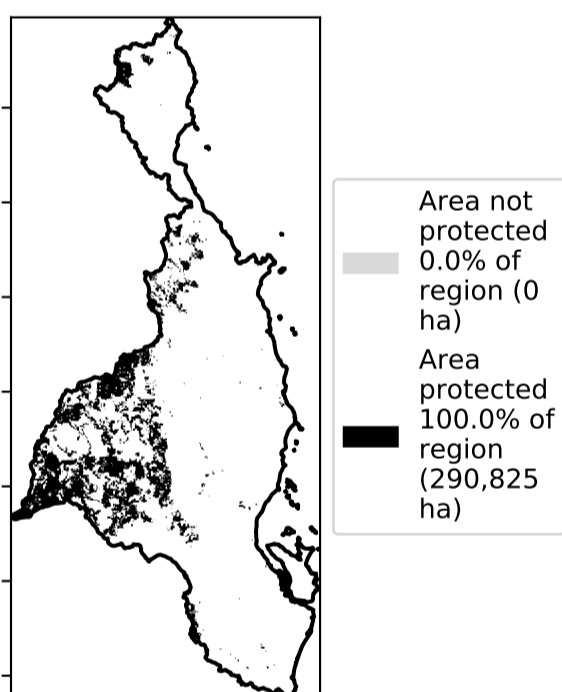 Area not
protected
0.0% of
region (0
ha)
Area
protected
100.0% of
region
(290,825
ha)